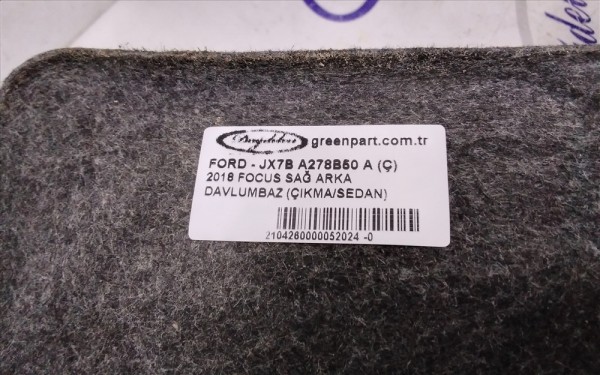 greenpart.com.tr
FORD - JX7B A278B50 A (Ç)
2018 FOCUS SAĞ ARKA
DAVLUMBAZ (ÇIKMA/SEDAN)
2104260000052024 -0